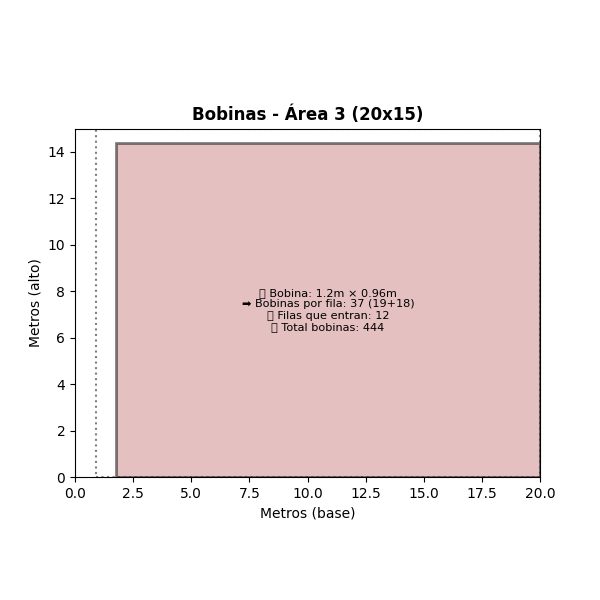 Bobinas - Área 3 (20x15)
14
12
10
8
6
4
2
0
Metros (alto)
▯ Bobina: 1.2m × 0.96m
➡ Bobinas por fila: 37 (19+18)
▯ Filas que entran: 12
▯ Total bobinas: 444
0.0 2.5 5.0 7.5 10.0 12.5 15.0 17.5 20.0
Metros (base)